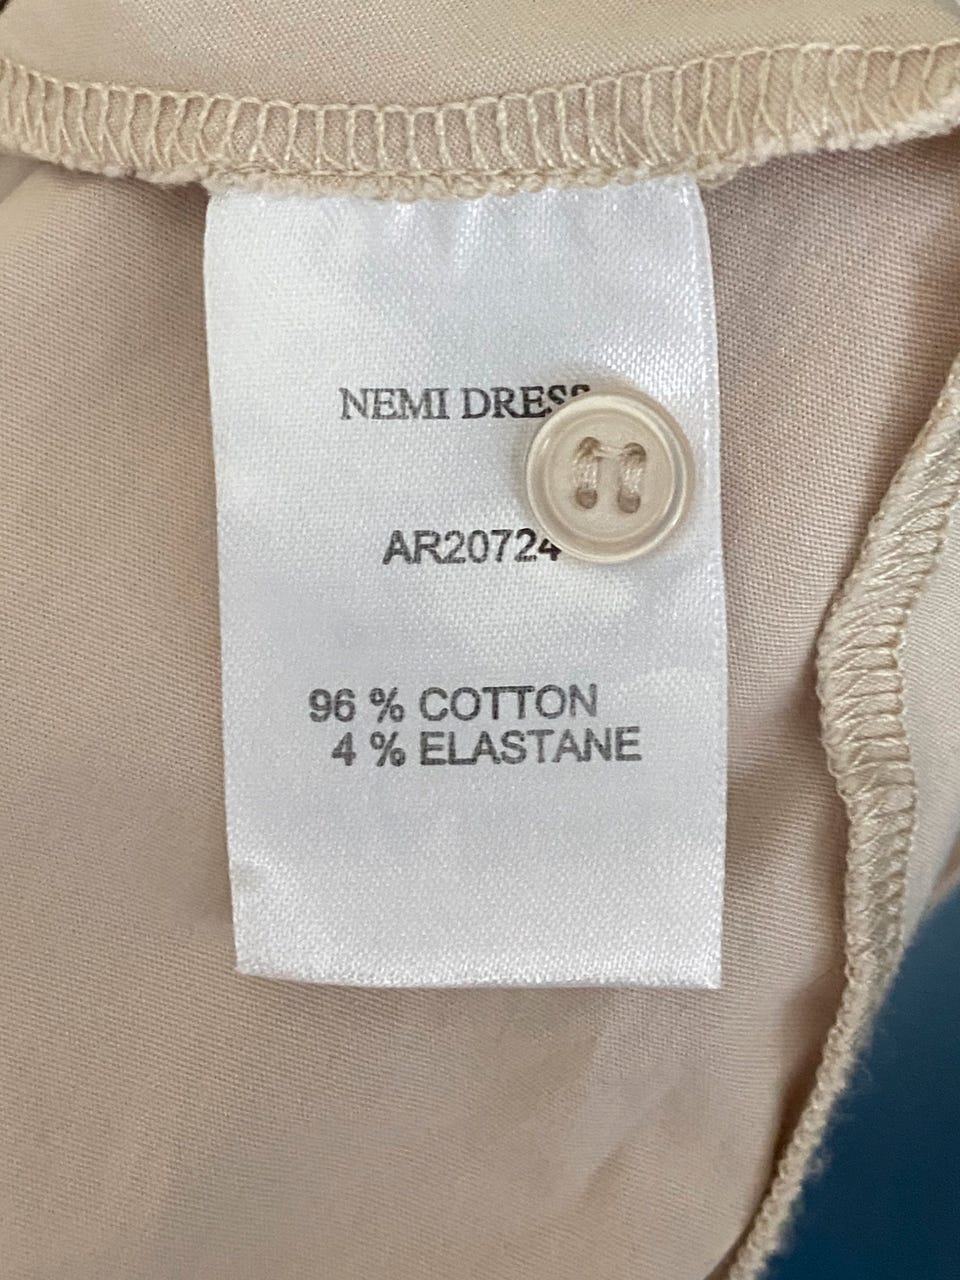 NEMI DRESS
AR20724
96 % COTTON
4 % ELASTANE